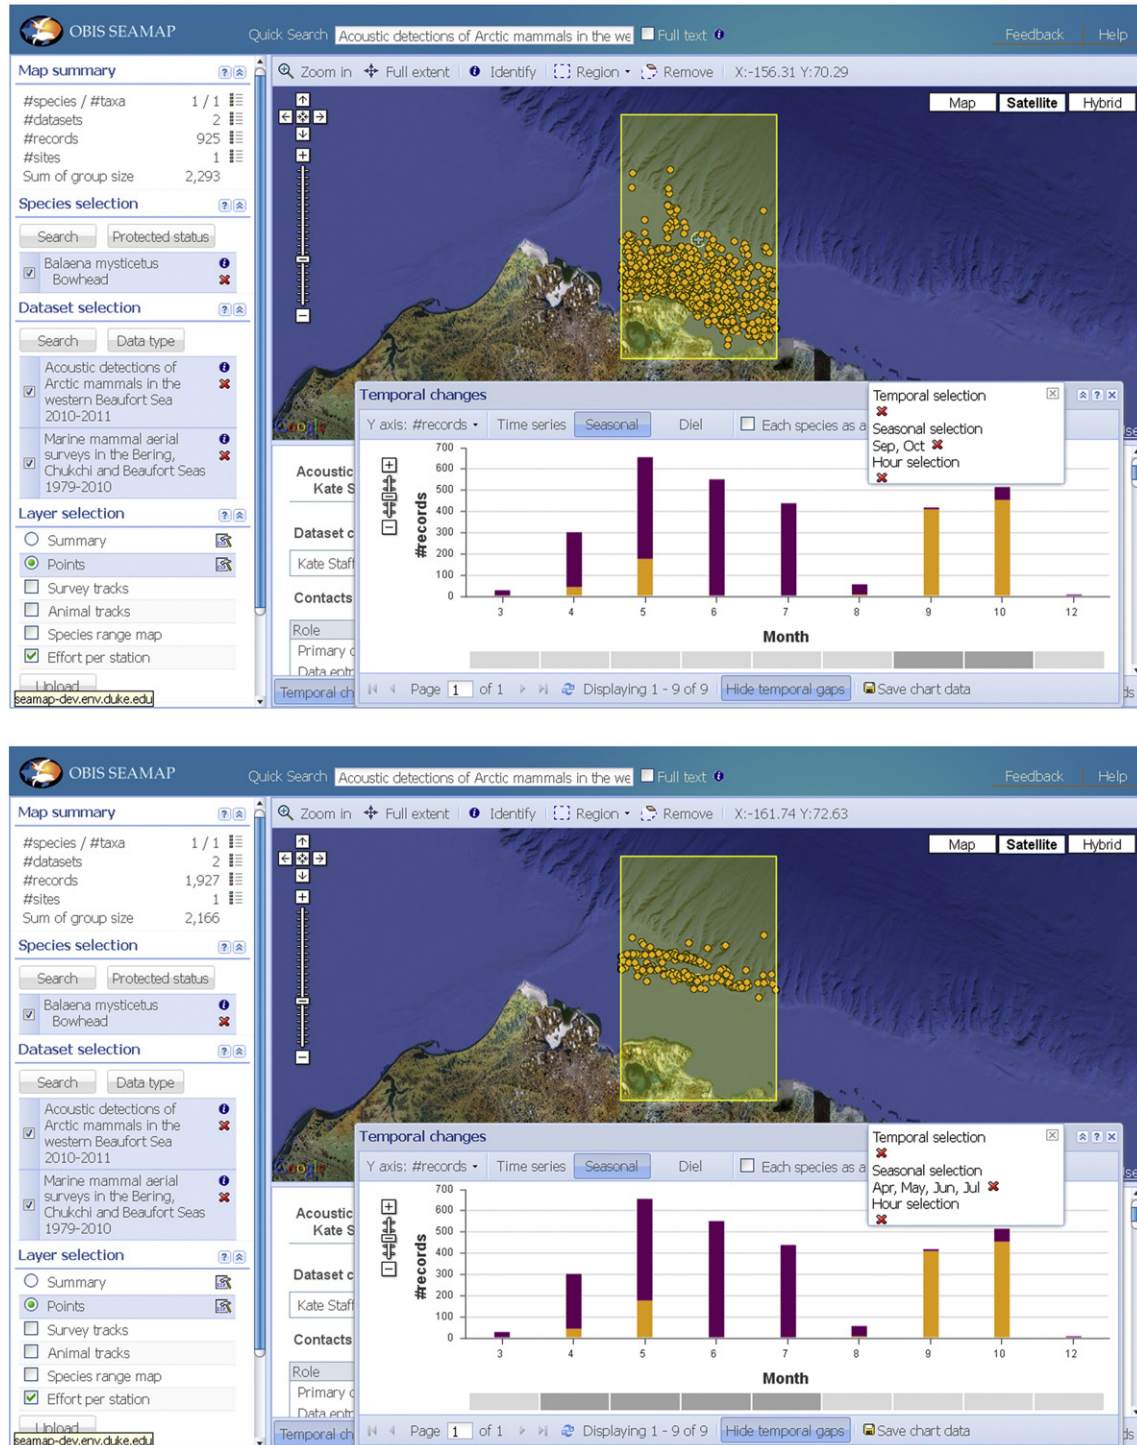 OBIS SEAMAP
Quick Search Acoustic detections of Arctic mammals in the we Full text
Feedback Help
Map summary
Zoom in Full extent Identify Region Remove X:-156.31 Y:70.29
#species / #taxa 1 / 1
#datasets 2
#records 925
#sites 1
Sum of group size 2,293
Map Satellite Hybrid
Species selection
Search Protected status
Balaena mysticetus
Bowhead
Dataset selection
Search Data type
Acoustic detections of
Arctic mammals in the
western Beaufort Sea
2010-2011
Marine mammal aerial
surveys in the Bering,
Chukchi and Beaufort Seas
1979-2010
Layer selection
Summary
Points
Survey tracks
Animal tracks
Species range map
Effort per station
Upload
seamap-dev.env.duke.edu
Google
Acoustic
Kate S
Dataset c
Kate Staff
Contacts
Role
Primary c
Data entr
Temporal ch
Temporal changes
Y axis: #records Time series Seasonal Diel Each species as a
Temporal selection
Seasonal selection
Sep, Oct
Hour selection
#records
700
600
500
400
300
200
100
0
3 4 5 6 7 8 9 10 12
Month
Page 1 of 1 Displaying 1 - 9 of 9 Hide temporal gaps Save chart data
OBIS SEAMAP
Quick Search Acoustic detections of Arctic mammals in the we Full text
Feedback Help
Map summary
Zoom in Full extent Identify Region Remove X:-161.74 Y:72.63
#species / #taxa 1 / 1
#datasets 2
#records 1,927
#sites 1
Sum of group size 2,166
Map Satellite Hybrid
Species selection
Search Protected status
Balaena mysticetus
Bowhead
Dataset selection
Search Data type
Acoustic detections of
Arctic mammals in the
western Beaufort Sea
2010-2011
Marine mammal aerial
surveys in the Bering,
Chukchi and Beaufort Seas
1979-2010
Layer selection
Summary
Points
Survey tracks
Animal tracks
Species range map
Effort per station
Upload
seamap-dev.env.duke.edu
Google
Acoustic
Kate S
Dataset c
Kate Staff
Contacts
Role
Primary c
Data entr
Temporal ch
Temporal changes
Y axis: #records Time series Seasonal Diel Each species as a
Temporal selection
Seasonal selection
Apr, May, Jun, Jul
Hour selection
#records
700
600
500
400
300
200
100
0
3 4 5 6 7 8 9 10 12
Month
Page 1 of 1 Displaying 1 - 9 of 9 Hide temporal gaps Save chart data